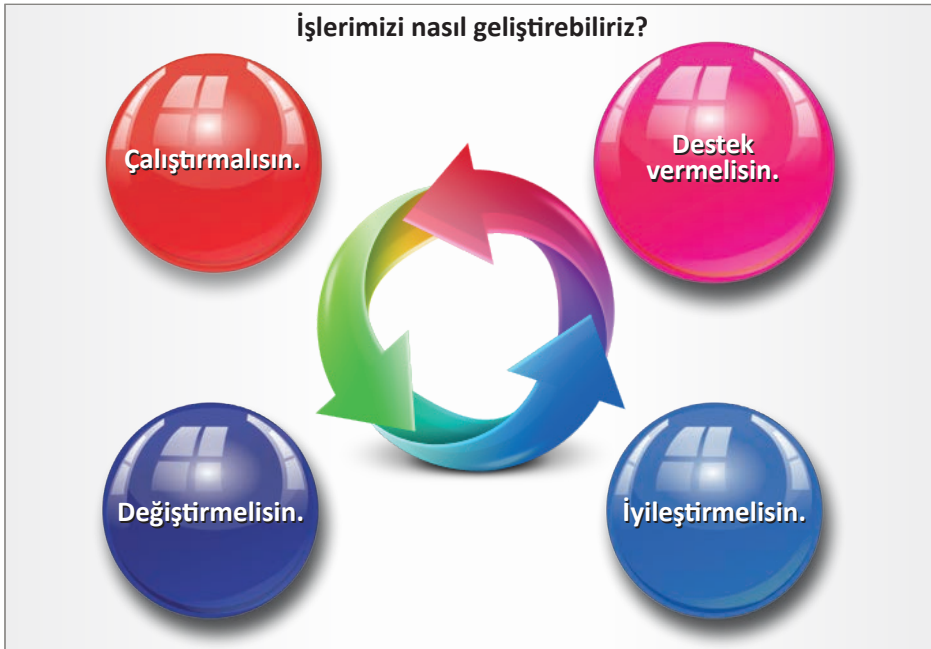 İşlerimizi nasıl geliştirebiliriz?
Çalıştırmalısın.
Destek
vermelisin.
Değiştirmelisin.
İyileştirmelisin.